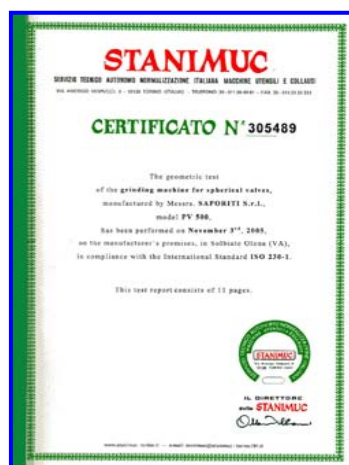 STANIMUC
SERVIZIO TECNICO AUTONOMO NORMALIZZAZIONE ITALIANA MACCHINE UTENSILI E COLLAUDI
CERTIFICATO N° 305489
The geometric test
of the grinding machine for spherical valves,
manufactured by Messrs. SAPORITI S.r.l.,
model PV 500,
has been performed on November 3rd, 2005,
on the manufacturer's premises, in Solbiate Olona (VA),
in compliance with the International Standard ISO 230-1.
This test report consists of 13 pages.
STANIMUC
IL DIRETTORE
dello STANIMUC